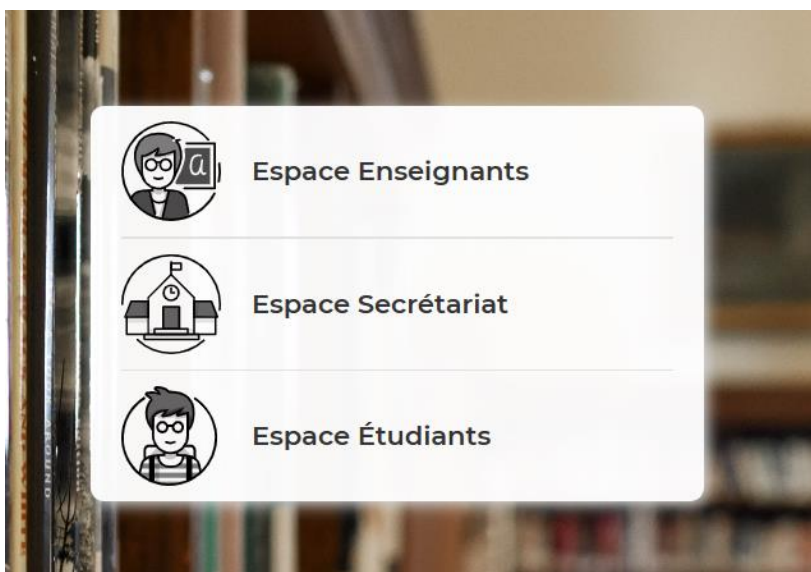 Espace Enseignants
a
Espace Secrétariat
Espace Étudiants